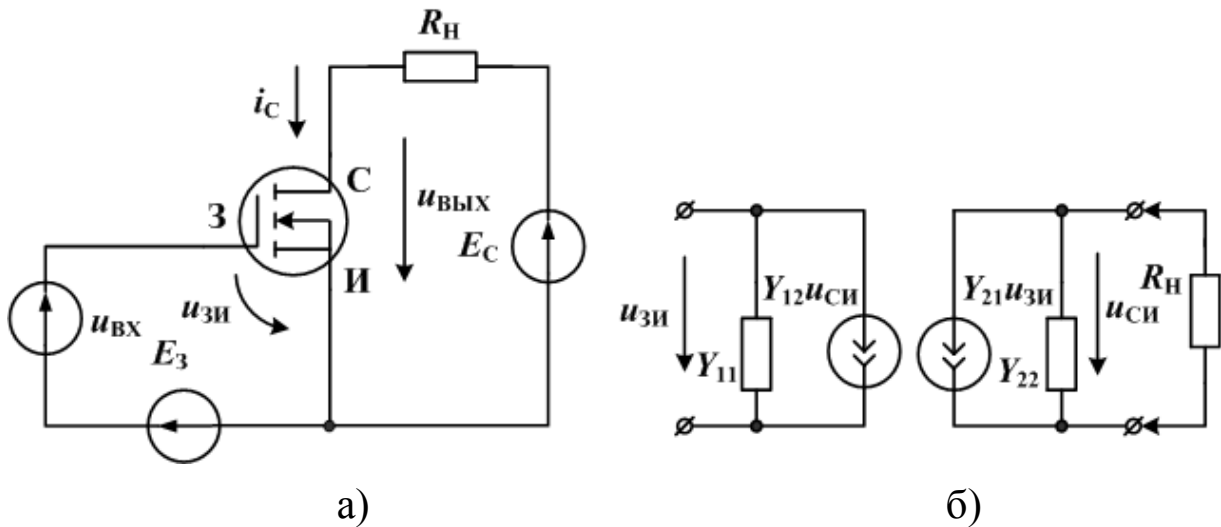 R_Н
i_С
С
З
u_ВЫХ
E_С
И
u_ЗИ
u_ВХ
E_З
а)
u_ЗИ
Y_12u_СИ
Y_11
Y_21u_ЗИ
Y_22
u_СИ
R_Н
б)